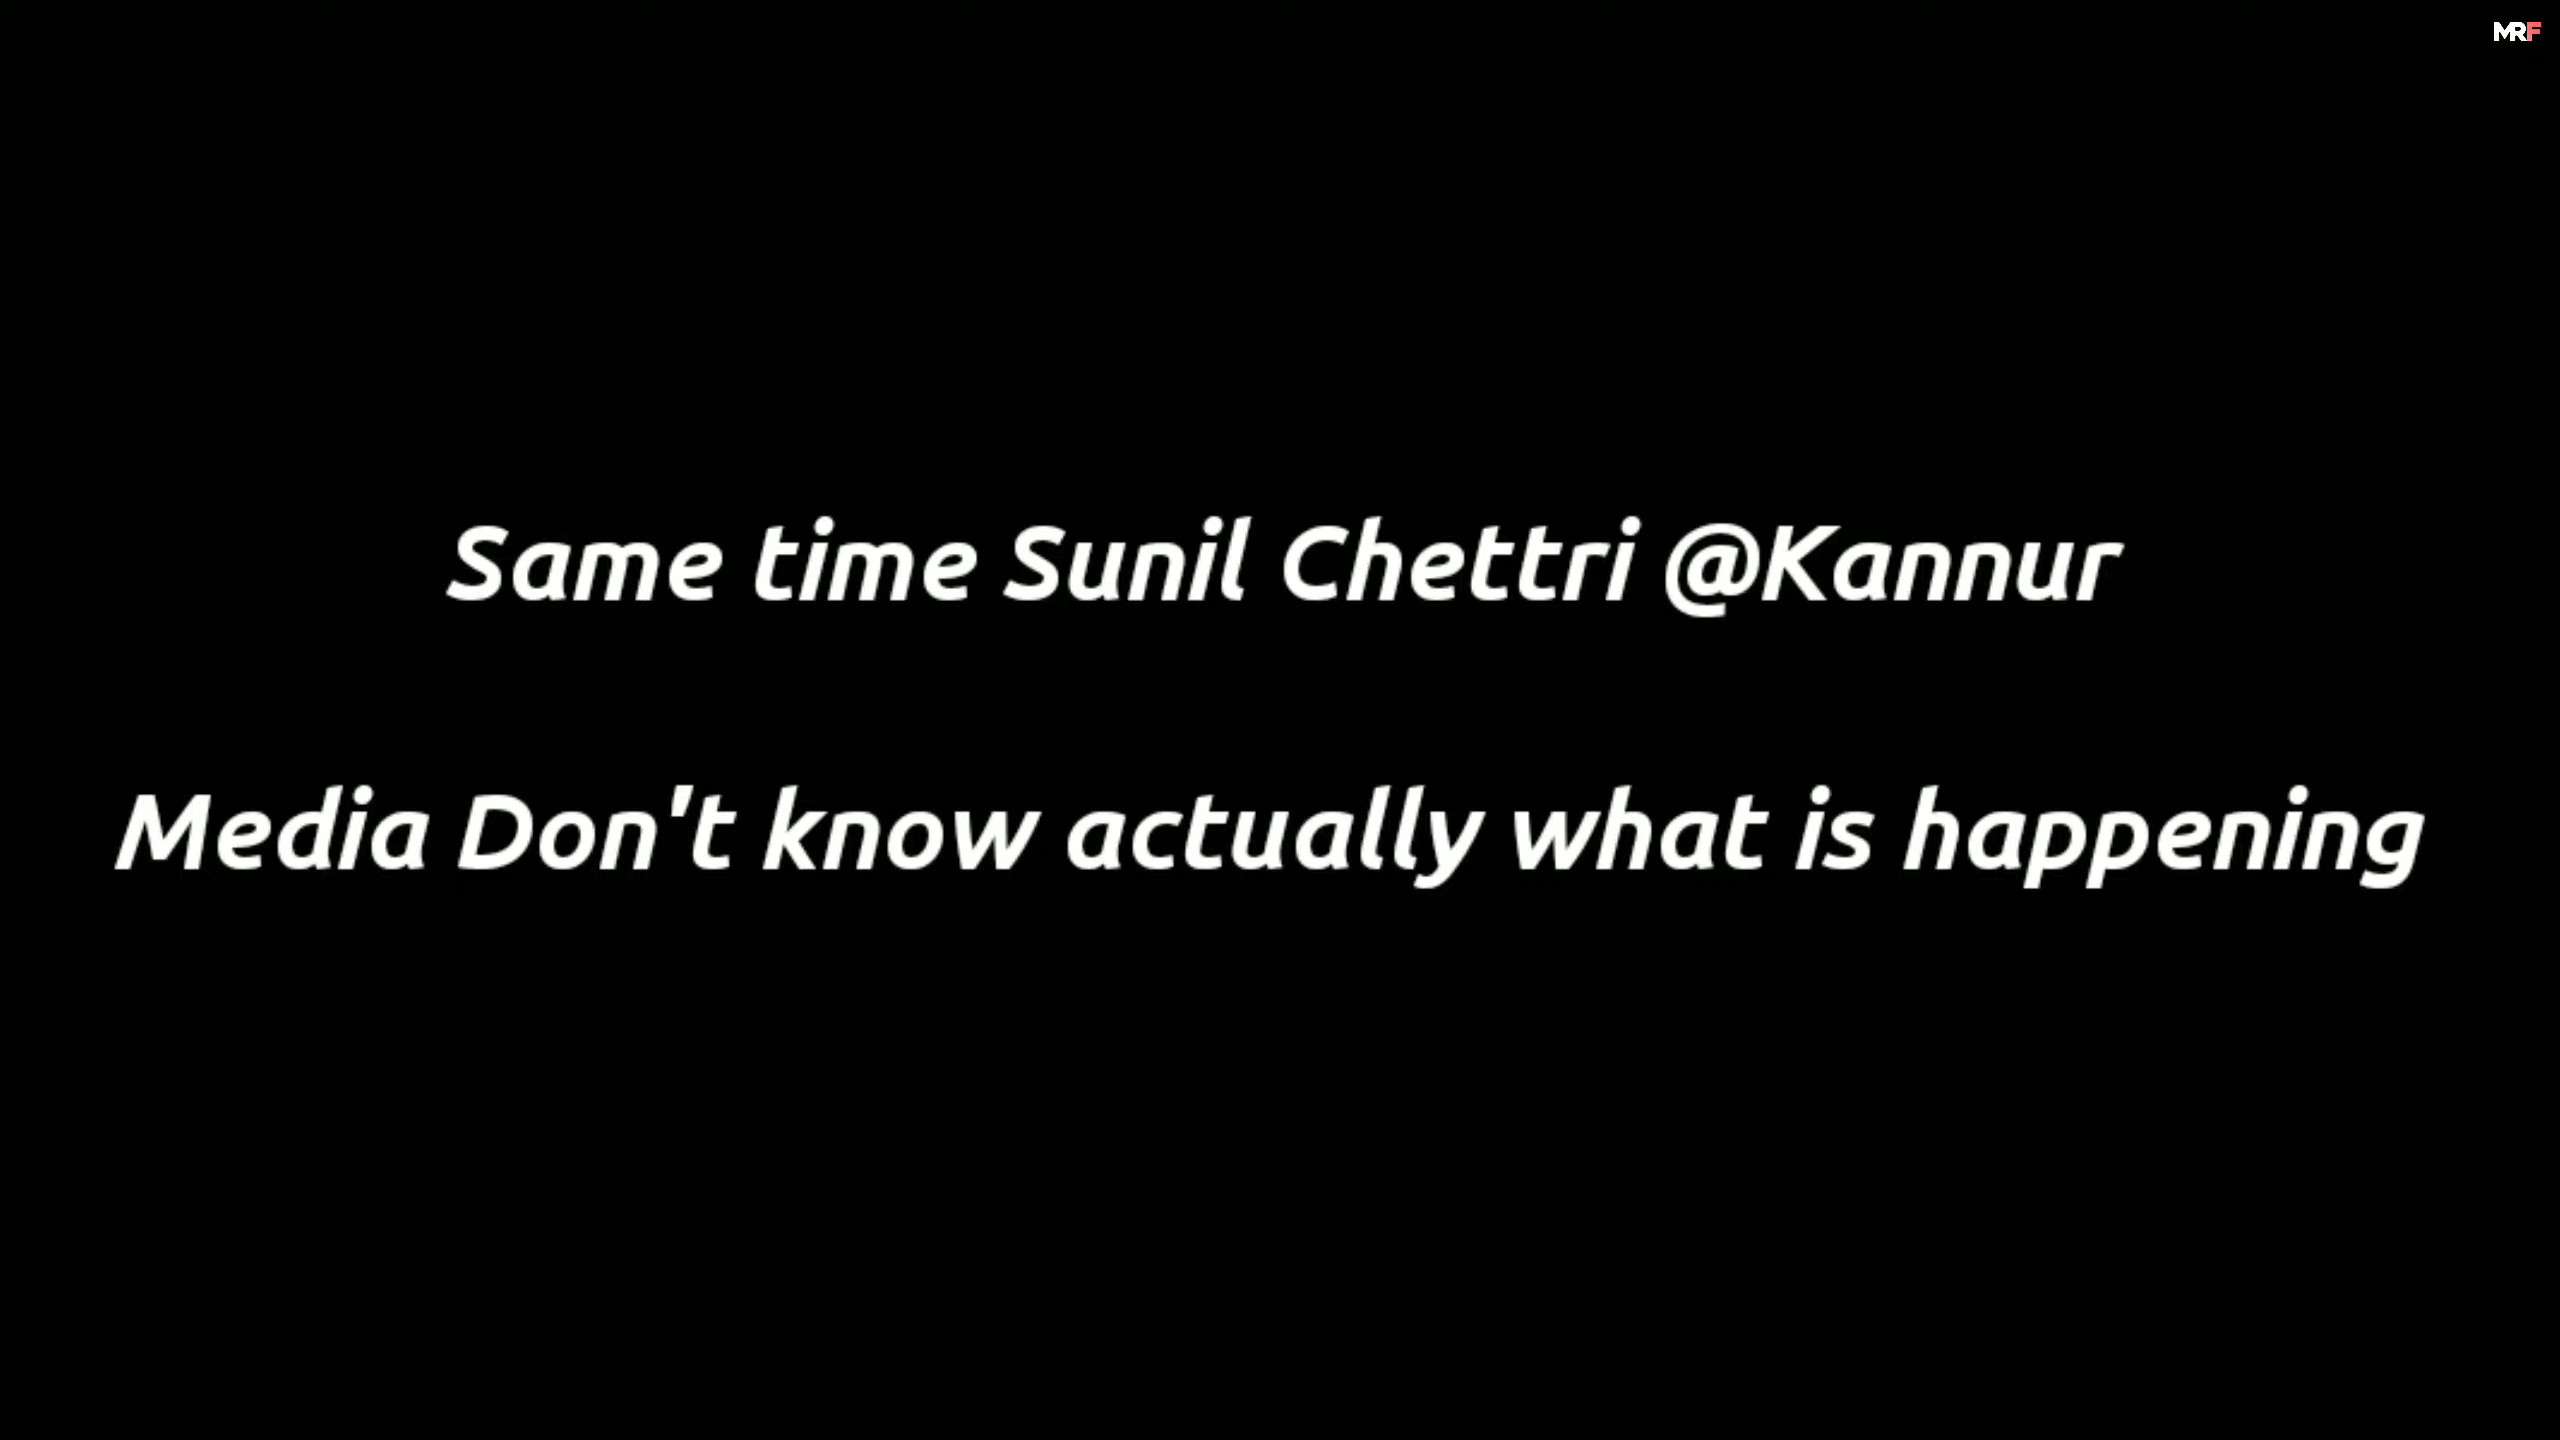 MRF
Same time Sunil Chettri @Kannur
Media Don't know actually what is happening